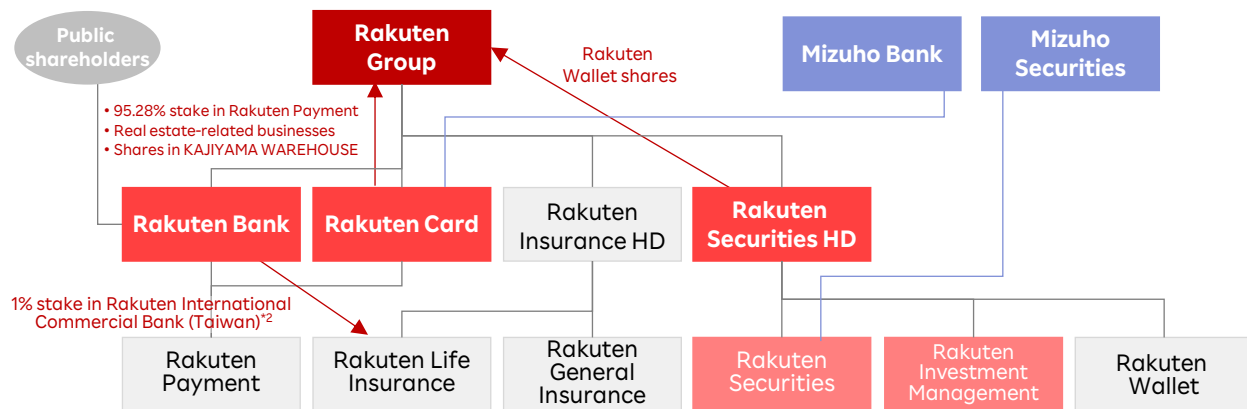 Public
shareholders
Rakuten
Group
Rakuten
Wallet shares
Mizuho Bank
Mizuho
Securities
• 95.28% stake in Rakuten Payment
• Real estate-related businesses
• Shares in KAJIYAMA WAREHOUSE
Rakuten Bank
Rakuten Card
Rakuten
Insurance HD
Rakuten
Securities HD
1% stake in Rakuten International
Commercial Bank (Taiwan)*2
Rakuten
Payment
Rakuten Life
Insurance
Rakuten
General
Insurance
Rakuten
Securities
Rakuten
Investment
Management
Rakuten
Wallet